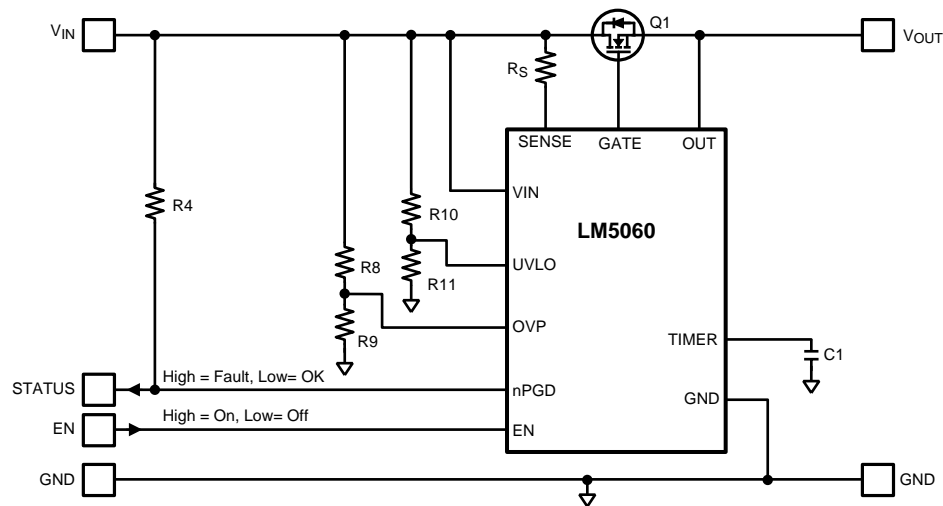 VIN
Q1
VOUT
RS
SENSE
GATE
OUT
R4
VIN
R10
LM5060
R8
R11
UVLO
R9
OVP
TIMER
C1
STATUS
High = Fault, Low= OK
nPGD
GND
EN
High = On, Low= Off
EN
GND
GND